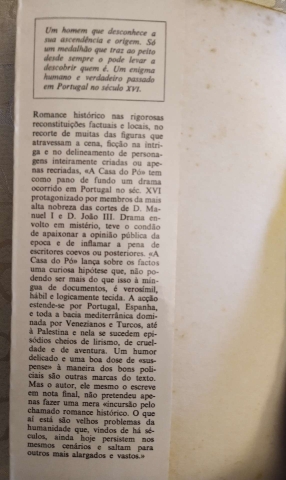 Um homem que desconhece a
sua ascendência e origem. Só
um medalhão que traz ao peito
desde sempre o pode levar a
descobrir quem é. Um enigma
humano e verdadeiro passado
em Portugal no século XVI.
Romance histórico nas rigorosas
reconstituições factuais e locais, no
recorte de muitas das figuras que
atravessam a cena, ficção na intri-
ga e no delineamento de persona-
gens inteiramente criadas ou ape-
nas recriadas, «A Casa do Pó» tem
como pano de fundo um drama
ocorrido em Portugal no séc. XVI
protagonizado por membros da mais
alta nobreza das cortes de D. Ma-
nuel I e D. João III. Drama en-
volto em mistério, teve o condão
de apaixonar a opinião pública da
epoca e de inflamar a pena de
escritores coevos ou posteriores. «A
Casa do Pó» lança sobre os factos
uma curiosa hipótese que, não po-
dendo ser mais do que isso à mín-
gua de documentos, é verosímil,
hábil e logicamente tecida. A acção
estende-se por Portugal, Espanha,
e toda a bacia mediterrânica domi-
nada por Venezianos e Turcos, até
à Palestina e nela se sucedem epi-
sódios cheios de lirismo, de cruel-
dade e de aventura. Um humor
delicado e uma boa dose de «sus-
pense» à maneira dos bons poli-
ciais são outras marcas do texto.
Mas o autor, ele mesmo o escreve
em nota final, não pretendeu ape-
nas fazer uma mera «incursão pelo
chamado romance histórico. O que
aí está são velhos problemas da
humanidade que, vindos de há sé-
culos, ainda hoje persistem nos
mesmos cenários e saltam para
outros mais alargados e vastos.»